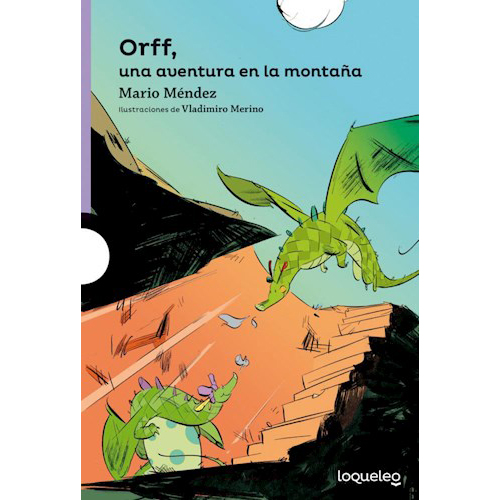 Orff,
una aventura en la montaña
Mario Méndez
Ilustraciones de Vladimiro Merino
loqueleo